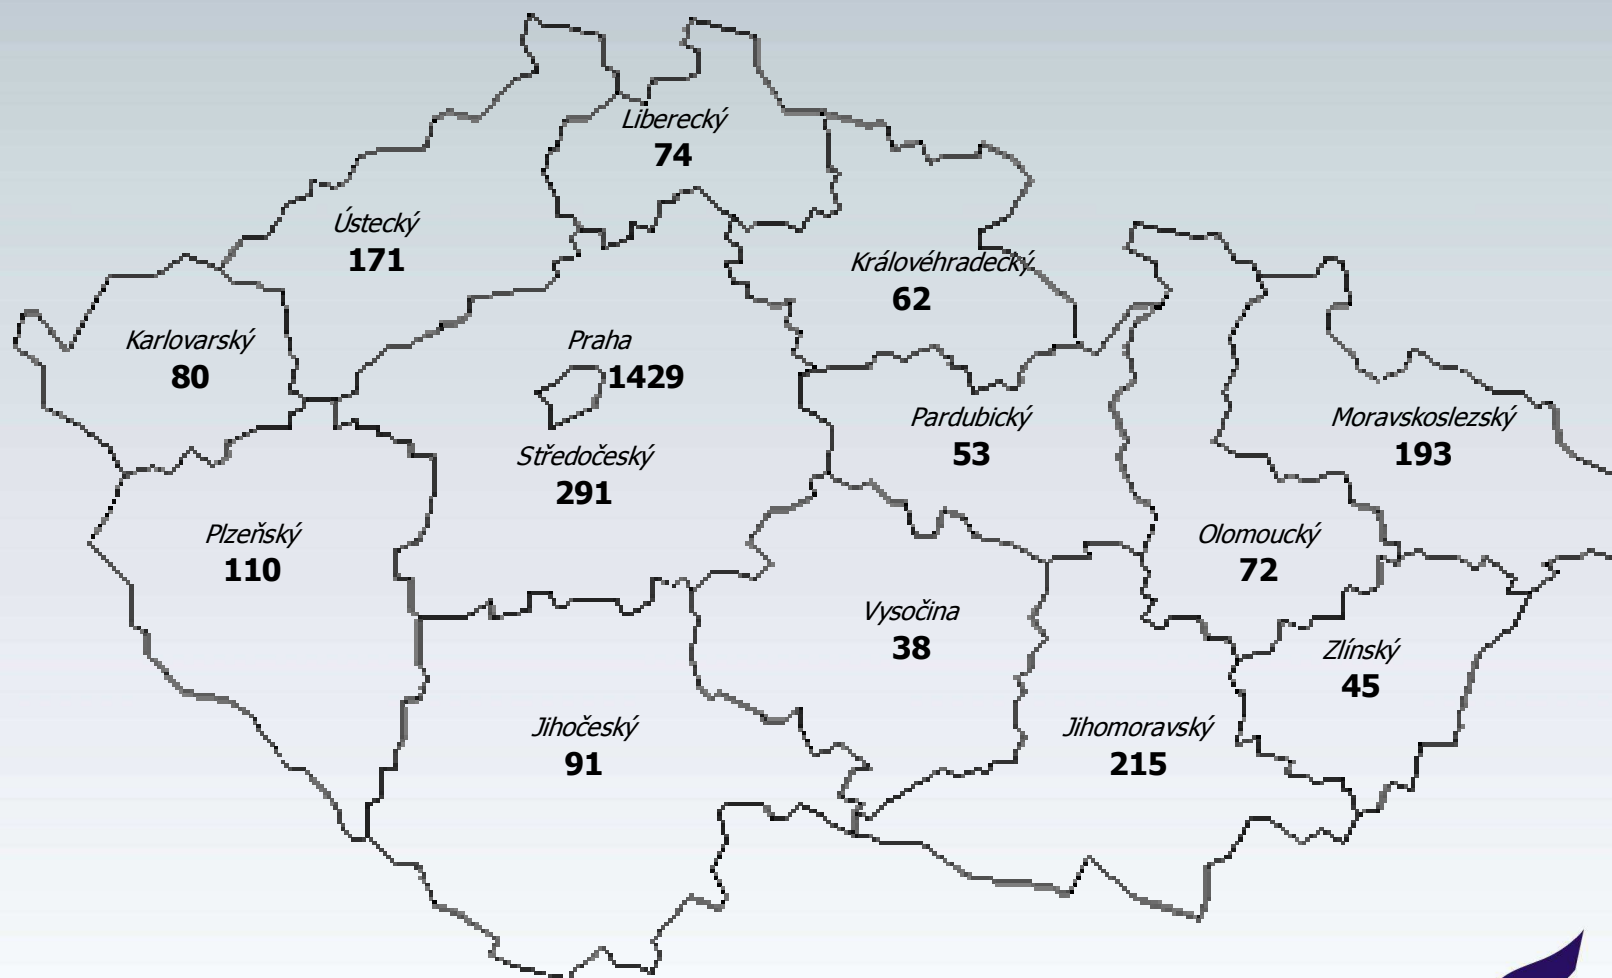 Liberecký
74
Ústecký
171
Královéhradecký
62
Karlovarský
80
Praha
1429
Pardubický
53
Moravskoslezský
193
Středočeský
291
Plzeňský
110
Olomoucký
72
Vysočina
38
Zlínský
45
Jihočeský
91
Jihomoravský
215